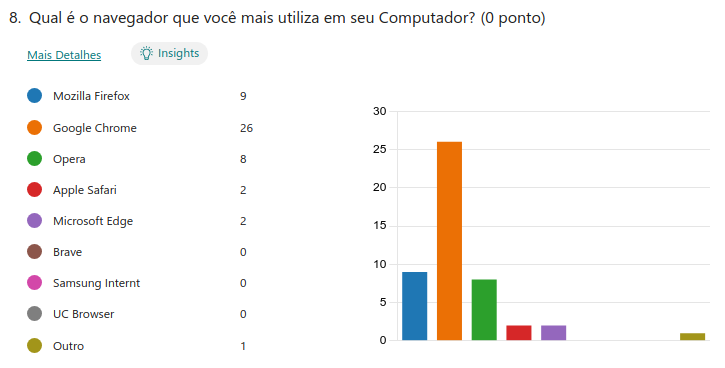 8. Qual é o navegador que você mais utiliza em seu Computador? (0 ponto)
Mais Detalhes
Insights
Mozilla Firefox 9
Google Chrome 26
Opera 8
Apple Safari 2
Microsoft Edge 2
Brave 0
Samsung Internt 0
UC Browser 0
Outro 1
30
25
20
15
10
5
0